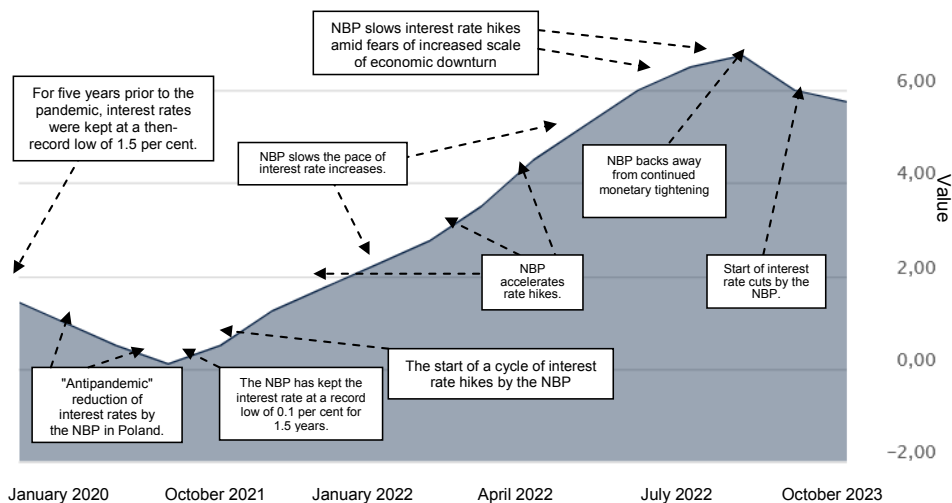 NBP slows interest rate hikes
amid fears of increased scale
of economic downturn
For five years prior to the
pandemic, interest rates
were kept at a then-
record low of 1.5 per cent.
NBP slows the pace of
interest rate increases.
NBP backs away
from continued
monetary tightening
NBP
accelerates
rate hikes.
Start of interest
rate cuts by the
NBP.
The start of a cycle of interest
rate hikes by the NBP
"Antipandemic"
reduction of
interest rates by
the NBP in Poland.
The NBP has kept the
interest rate at a record
low of 0.1 per cent for
1.5 years.
6,00
4,00
2,00
0,00
−2,00
Value
January 2020
October 2021
January 2022
April 2022
July 2022
October 2023